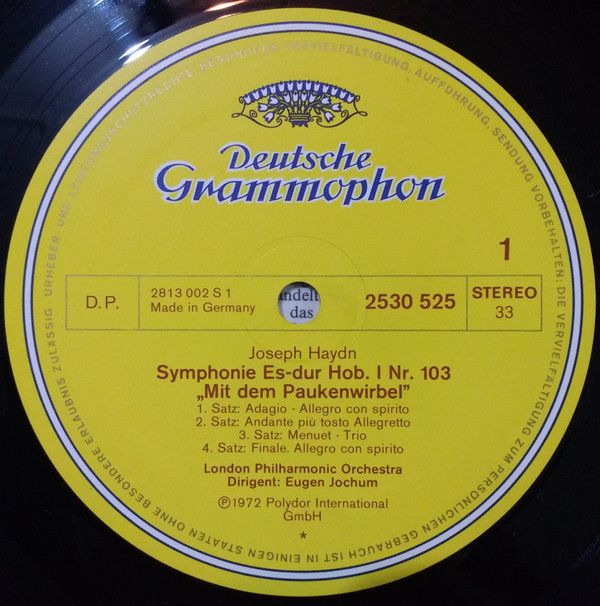 Deutsche
Grammophon
1
D.P.
2813 002 S 1
Made in Germany
ndelt
das
2530 525
STEREO
33
Joseph Haydn
Symphonie Es-dur Hob. I Nr. 103
„Mit dem Paukenwirbel”
1. Satz: Adagio - Allegro con spirito
2. Satz: Andante più tosto Allegretto
3. Satz: Menuet - Trio
4. Satz: Finale. Allegro con spirito
London Philharmonic Orchestra
Dirigent: Eugen Jochum
Ⓟ1972 Polydor International
GmbH
*
URHEBER- UND LEISTUNGSSCHUTZRECHTE BESONDERE VERVIELFÄLTIGUNG, AUFFÜHRUNG, SENDUNG VORBEHALTEN: DIE VERVIELFÄLTIGUNG ZUM PERSÖNLICHEN GEBRAUCH IST IN EINIGEN STAATEN OHNE BESONDERE ERLAUBNIS ZULÄSSIG